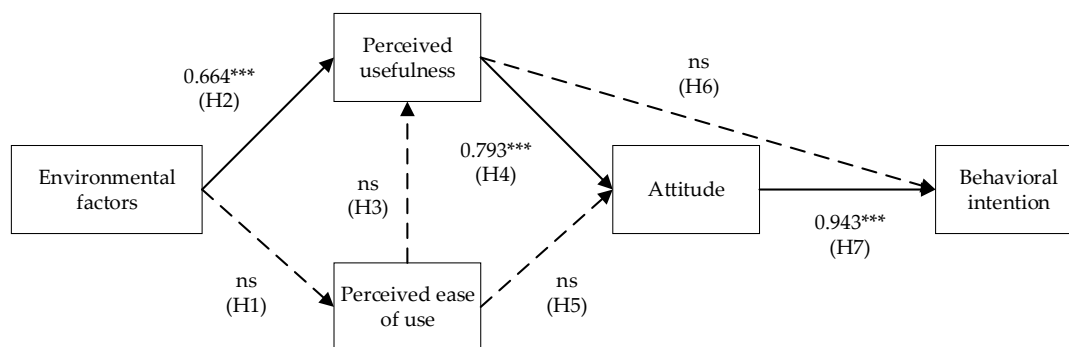 Perceived
usefulness
0.664***
(H2)
ns
(H6)
0.793***
(H4)
Environmental
factors
ns
(H3)
Attitude
Behavioral
intention
0.943***
(H7)
ns
(H1)
Perceived ease
of use
ns
(H5)